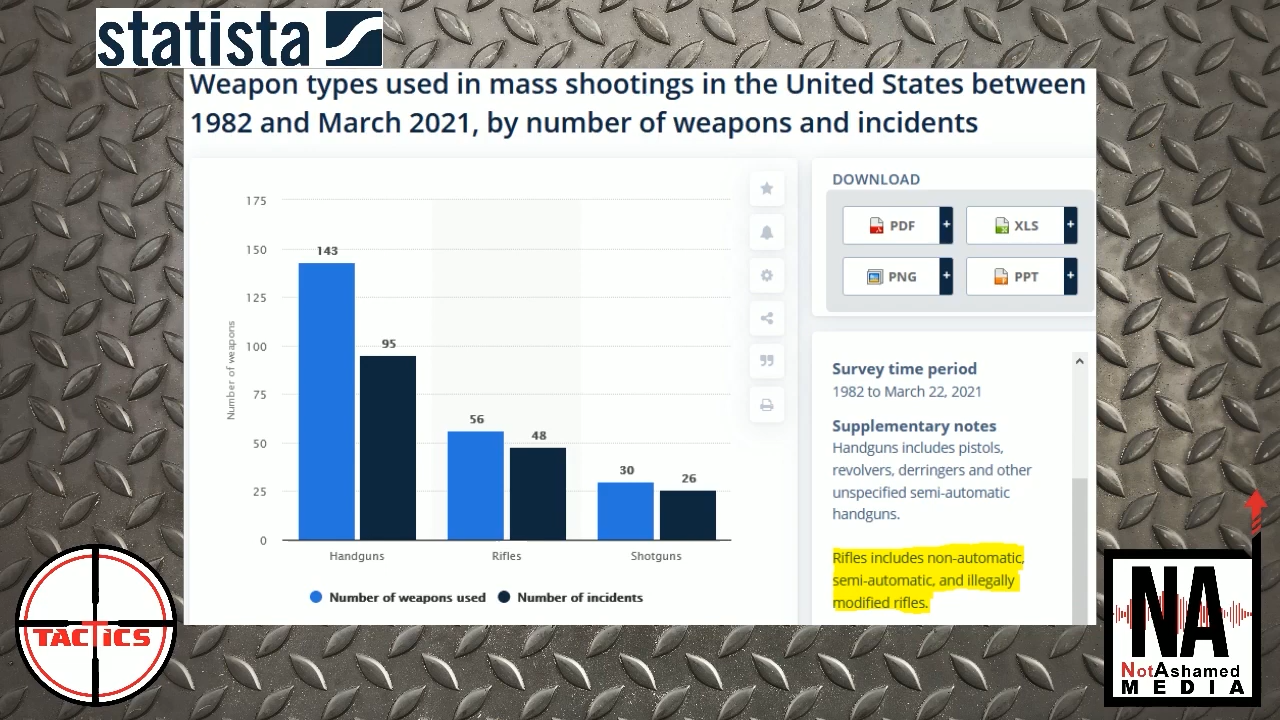 statista
Weapon types used in mass shootings in the United States between
1982 and March 2021, by number of weapons and incidents
175
150
125
100
75
50
25
0
Number of weapons
143
95
56
48
30
26
Handguns
Rifles
Shotguns
Number of weapons used
Number of incidents
DOWNLOAD
PDF +
XLS +
PNG +
PPT +
Survey time period
1982 to March 22, 2021
Supplementary notes
Handguns includes pistols,
revolvers, derringers and other
unspecified semi-automatic
handguns.
Rifles includes non-automatic,
semi-automatic, and illegally
modified rifles.
TACTICS
NA
NotAshamed
MEDIA